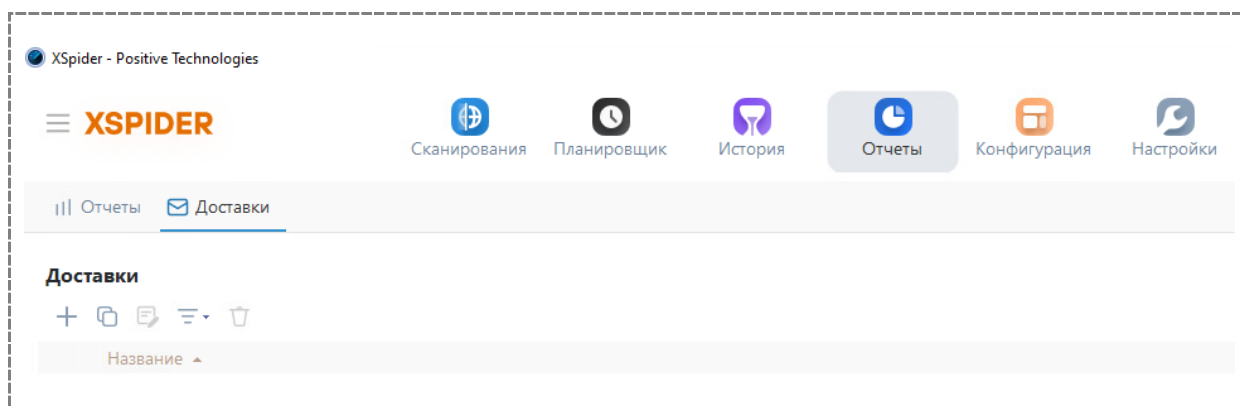 XSpider - Positive Technologies
XSPIDER
Сканирования Планировщик История Отчеты Конфигурация Настройки
Отчеты Доставки
Доставки
Название